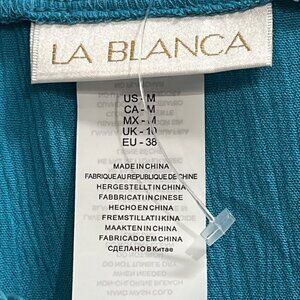 LA BLANCA
US - M
CA - M
MX - M
UK - 10
EU - 38
MADE IN CHINA
FABRIQUE AU REPUBLIQUE DE CHINE
HERGESTELLT IN CHINA
FABBRICATI IN CINESE
HECHO EN CHINA
FREMSTILLATI I KINA
MAAKTEN IN CHINA
FABRICADO EM CHINA
СДЕЛАНО В Китае